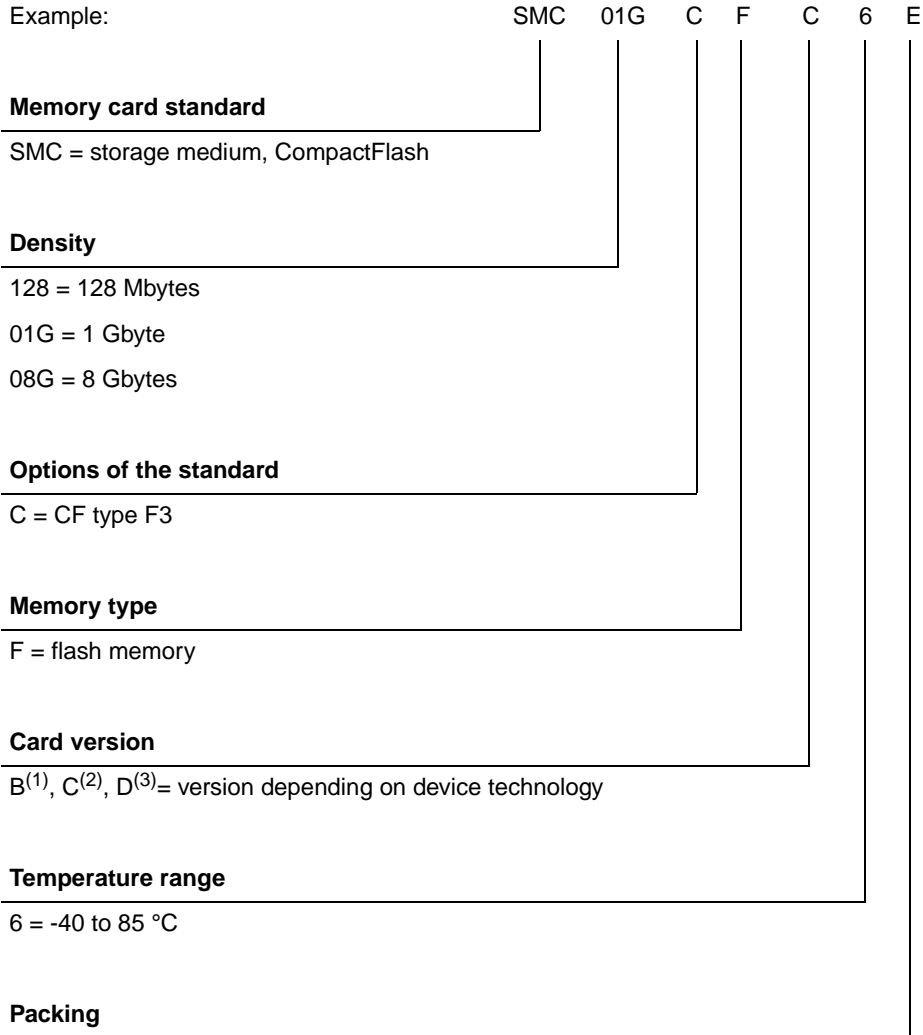 Example: SMC 01G C F C 6 E
Memory card standard
SMC = storage medium, CompactFlash
Density
128 = 128 Mbytes
01G = 1 Gbyte
08G = 8 Gbytes
Options of the standard
C = CF type F3
Memory type
F = flash memory
Card version
B(1), C(2), D(3)= version depending on device technology
Temperature range
6 = -40 to 85 °C
Packing